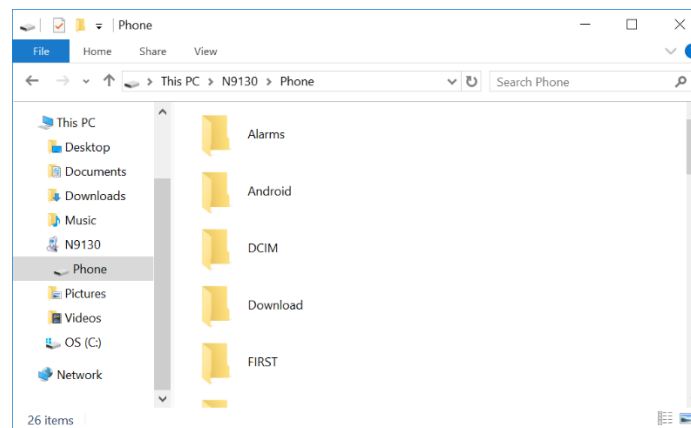 Phone
File Home Share View
This PC > N9130 > Phone
Search Phone
This PC
Desktop
Documents
Downloads
Music
N9130
Phone
Pictures
Videos
OS (C:)
Network
Alarms
Android
DCIM
Download
FIRST
26 items